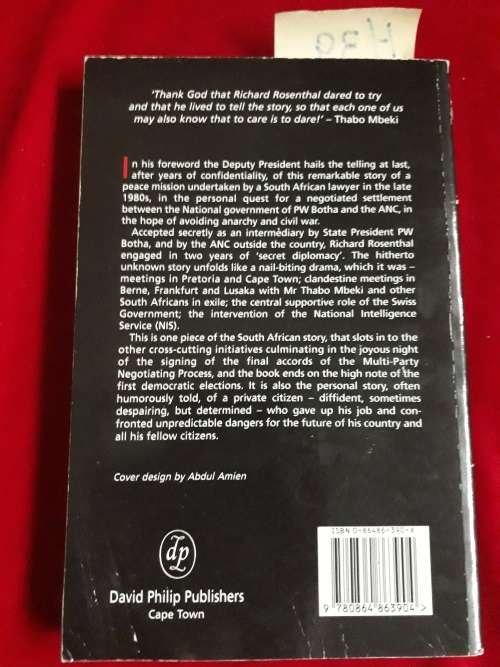 H30
'Thank God that Richard Rosenthal dared to try
and that he lived to tell the story, so that each one of us
may also know that to care is to dare!' – Thabo Mbeki
In his foreword the Deputy President hails the telling at last,
after years of confidentiality, of this remarkable story of a
peace mission undertaken by a South African lawyer in the late
1980s, in the personal quest for a negotiated settlement
between the National government of PW Botha and the ANC, in
the hope of avoiding anarchy and civil war.
Accepted secretly as an intermediary by State President PW
Botha, and by the ANC outside the country, Richard Rosenthal
engaged in two years of 'secret diplomacy'. The hitherto
unknown story unfolds like a nail-biting drama, which it was –
meetings in Pretoria and Cape Town; clandestine meetings in
Berne, Frankfurt and Lusaka with Mr Thabo Mbeki and other
South Africans in exile; the central supportive role of the Swiss
Government; the intervention of the National Intelligence
Service (NIS).
This is one piece of the South African story, that slots in to the
other cross-cutting initiatives culminating in the joyous night
of the signing of the final accords of the Multi-Party
Negotiating Process, and the book ends on the high note of the
first democratic elections. It is also the personal story, often
humorously told, of a private citizen – diffident, sometimes
despairing, but determined – who gave up his job and con-
fronted unpredictable dangers for the future of his country and
all his fellow citizens.
Cover design by Abdul Amien
ISBN 0-86486-390-X
dp
David Philip Publishers
Cape Town
9 780864 863904 >